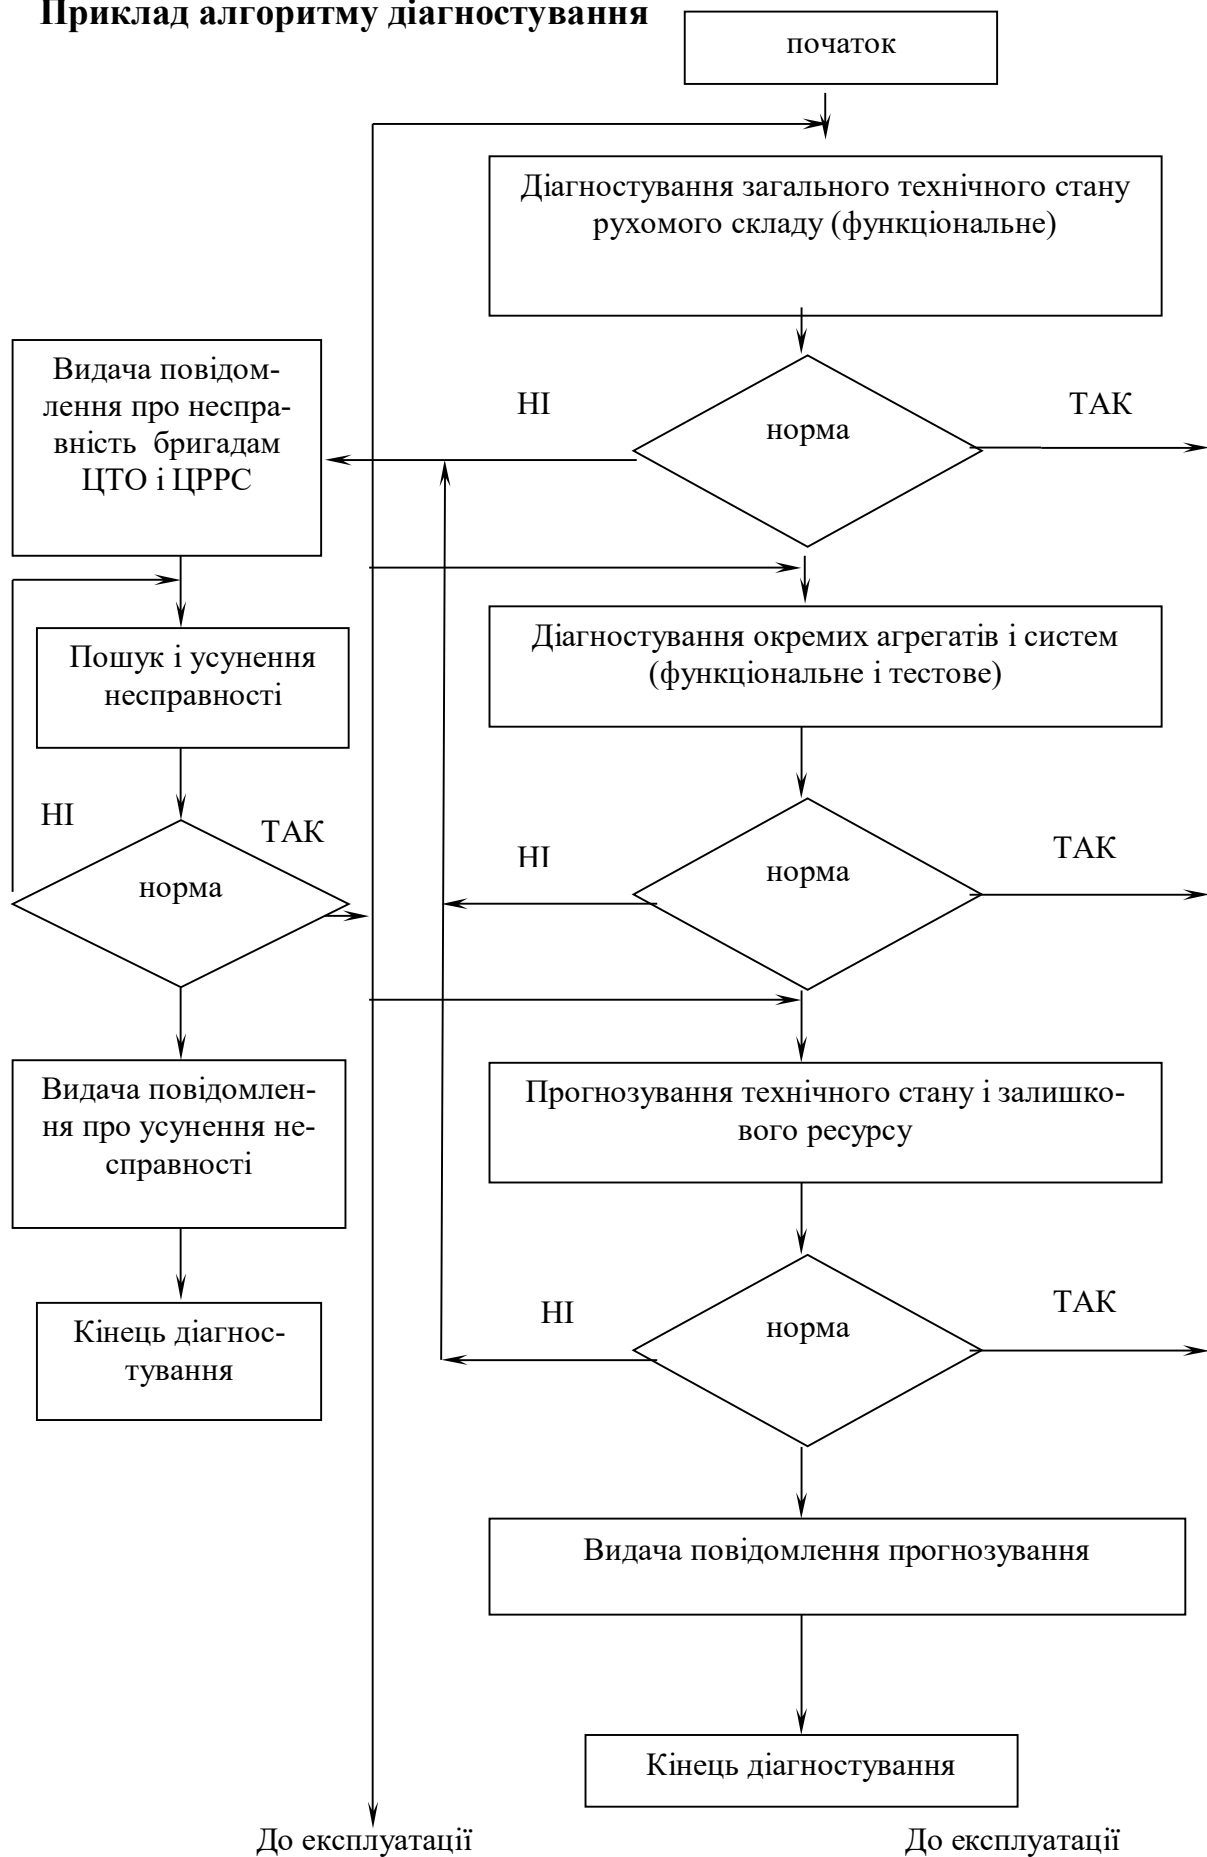 Приклад алгоритму діагностування
початок
Діагностування загального технічного стану
рухомого складу (функціональне)
Видача повідом-
лення про неспра-
вність бригадам
ЦТО і ЦРРС
НІ
норма
ТАК
Діагностування окремих агрегатів і систем
(функціональне і тестове)
Пошук і усунення
несправності
НІ
ТАК
норма
НІ
норма
ТАК
Видача повідомлен-
ня про усунення не-
справності
Прогнозування технічного стану і залишко-
вого ресурсу
Кінець діагнос-
тування
НІ
норма
ТАК
Видача повідомлення прогнозування
Кінець діагностування
До експлуатації
До експлуатації